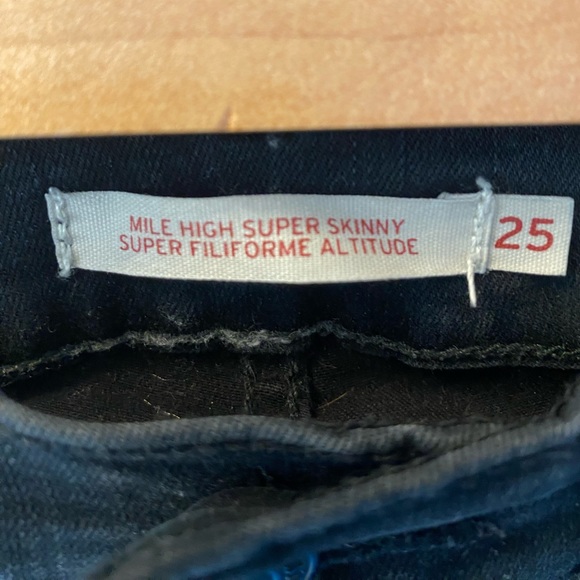 MILE HIGH SUPER SKINNY
SUPER FILIFORME ALTITUDE
25